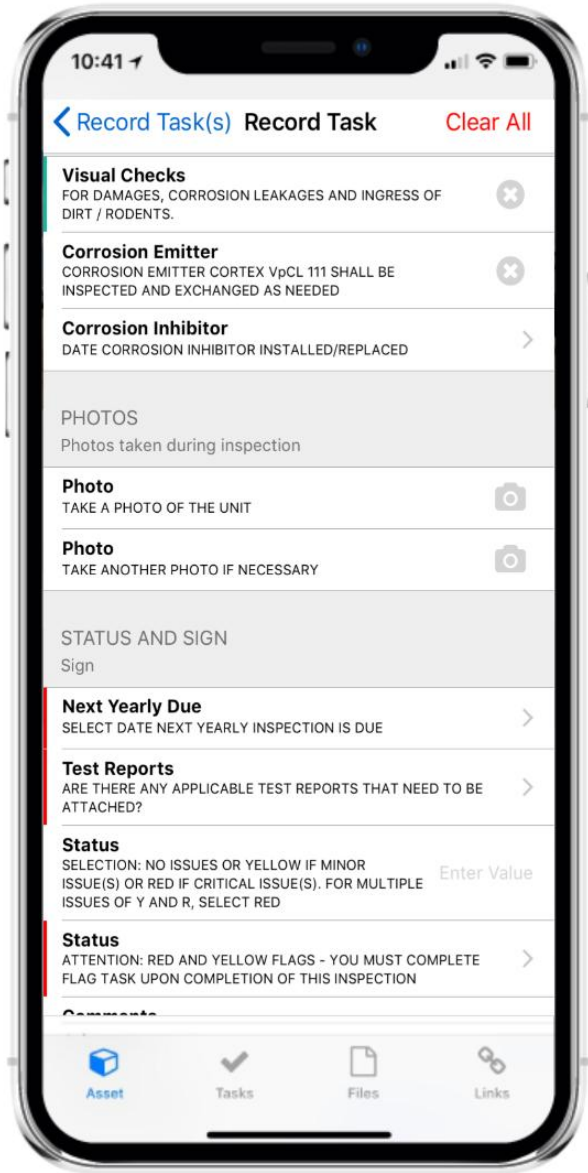 10:41
Record Task(s) Record Task Clear All
Visual Checks
FOR DAMAGES, CORROSION LEAKAGES AND INGRESS OF
DIRT / RODENTS.
Corrosion Emitter
CORROSION EMITTER CORTEX VpCL 111 SHALL BE
INSPECTED AND EXCHANGED AS NEEDED
Corrosion Inhibitor
DATE CORROSION INHIBITOR INSTALLED/REPLACED
PHOTOS
Photos taken during inspection
Photo
TAKE A PHOTO OF THE UNIT
Photo
TAKE ANOTHER PHOTO IF NECESSARY
STATUS AND SIGN
Sign
Next Yearly Due
SELECT DATE NEXT YEARLY INSPECTION IS DUE
Test Reports
ARE THERE ANY APPLICABLE TEST REPORTS THAT NEED TO BE
ATTACHED?
Status
SELECTION: NO ISSUES OR YELLOW IF MINOR
ISSUE(S) OR RED IF CRITICAL ISSUE(S). FOR MULTIPLE
ISSUES OF Y AND R, SELECT RED
Enter Value
Status
ATTENTION: RED AND YELLOW FLAGS - YOU MUST COMPLETE
FLAG TASK UPON COMPLETION OF THIS INSPECTION
Comments
Asset Tasks Files Links